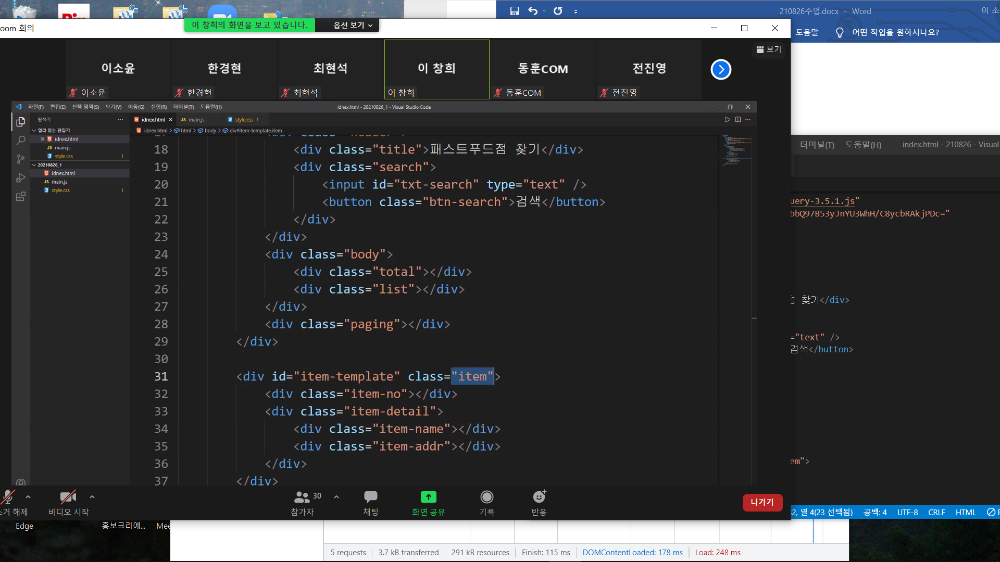 210826수업.docx - Word
이 소
도움말
어떤 작업을 원하시나요?
oom 회의
이 창희의 화면을 보고 있습니다.
옵션 보기
보기
이소윤
한경현
최현석
이 창희
동훈COM
전진영
이소윤
한경현
최현석
이 창희
동훈COM
전진영
파일(F) 편집(E) 선택 영역(S) 보기(V) 이동(G) 실행(R) 터미널(T) 도움말(H)
idnex.html - 20210826_1 - Visual Studio Code
탐색기
idnex.html
JS main.js
style.css 1
idnex.html > html > body > div#item-template.item
열려 있는 편집기
idnex.html
JS main.js
style.css 1
20210826_1
idnex.html
JS main.js
style.css 1
18 <div class="title">패스트푸드점 찾기</div>
19 <div class="search">
20 <input id="txt-search" type="text" />
21 <button class="btn-search">검색</button>
22 </div>
23 </div>
24 <div class="body">
25 <div class="total"></div>
26 <div class="list"></div>
27 </div>
28 <div class="paging"></div>
29 </div>
30
31 <div id="item-template" class="item">
32 <div class="item-no"></div>
33 <div class="item-detail">
34 <div class="item-name"></div>
35 <div class="item-addr"></div>
36 </div>
37 </div>
터미널(T) 도움말(H) index.html - 210826 - Visual
uery-3.5.1.js"
bbQ97B53yJnYU3WhH/C8ycbRAkjPDc="
점 찾기</div>
="text" />
검색</button>
em">
해제
비디오 시작
참가자
30
채팅
화면 공유
기록
반응
나가기
열 4(23 선택됨) 공백: 4 UTF-8 CRLF HTML
Edge
홍보크리에...
Mee
5 requests 3.7 kB transferred 291 kB resources Finish: 115 ms DOMContentLoaded: 178 ms Load: 248 ms